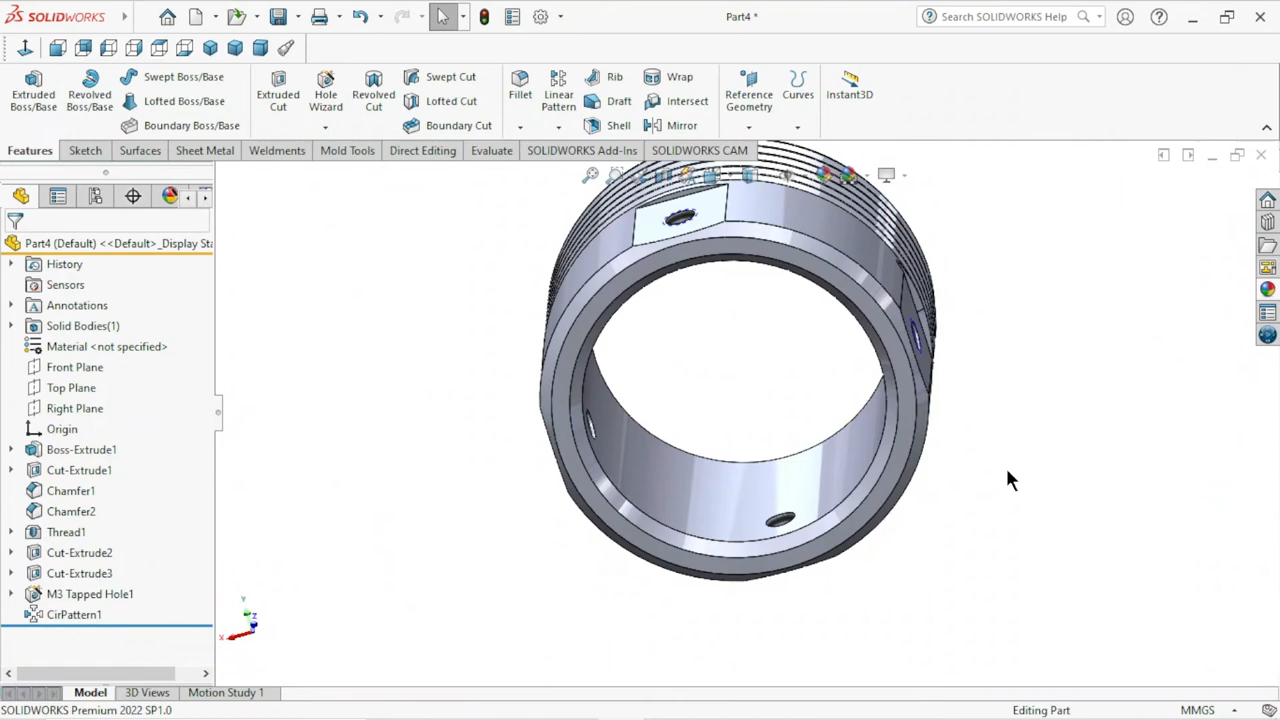 SOLIDWORKS
Part4 *
Search SOLIDWORKS Help
Extruded Boss/Base
Revolved Boss/Base
Swept Boss/Base
Lofted Boss/Base
Boundary Boss/Base
Extruded Cut
Hole Wizard
Revolved Cut
Swept Cut
Lofted Cut
Boundary Cut
Fillet
Linear Pattern
Rib
Draft
Shell
Wrap
Intersect
Mirror
Reference Geometry
Curves
Instant3D
Features
Sketch
Surfaces
Sheet Metal
Weldments
Mold Tools
Direct Editing
Evaluate
SOLIDWORKS Add-Ins
SOLIDWORKS CAM
Part4 (Default) <<Default>_Display Sta
History
Sensors
Annotations
Solid Bodies(1)
Material <not specified>
Front Plane
Top Plane
Right Plane
Origin
Boss-Extrude1
Cut-Extrude1
Chamfer1
Chamfer2
Thread1
Cut-Extrude2
Cut-Extrude3
M3 Tapped Hole1
CirPattern1
Y
Z
X
Model
3D Views
Motion Study 1
SOLIDWORKS Premium 2022 SP1.0
Editing Part
MMGS